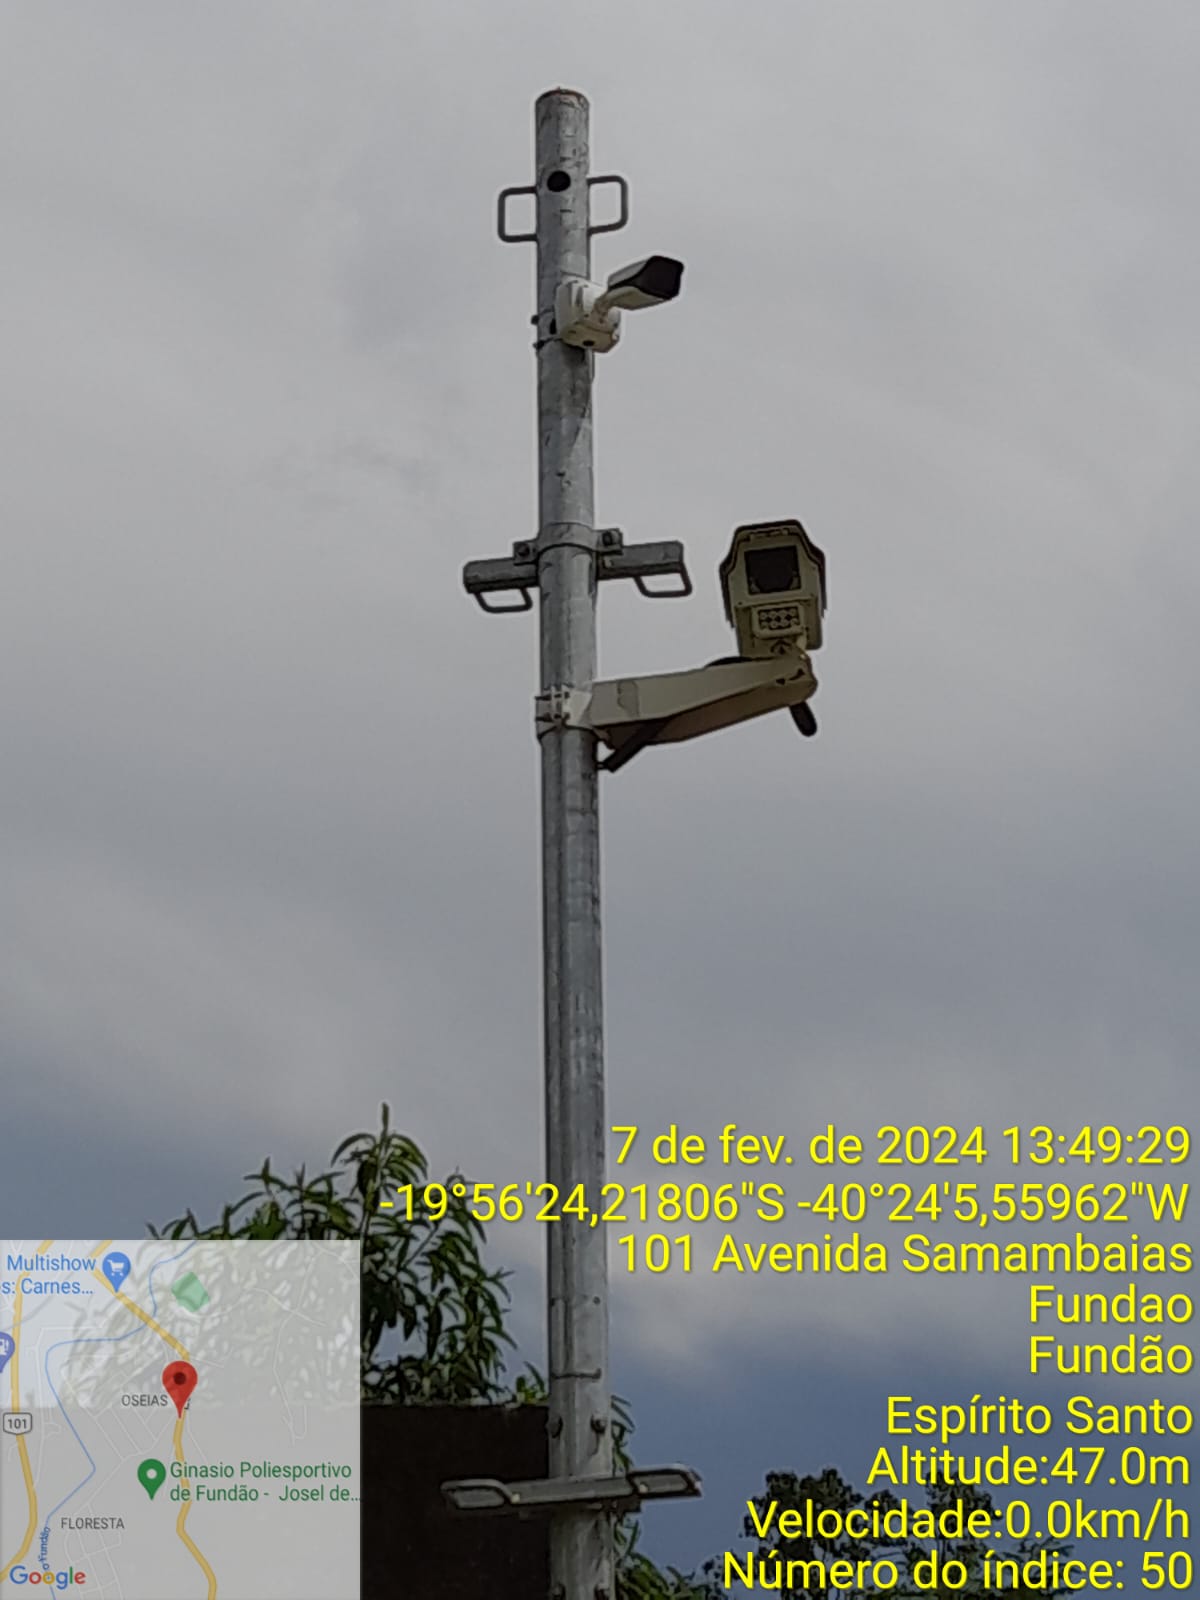 7 de fev. de 2024 13:49:29
-19°56'24,21806"S -40°24'5,55962"W
101 Avenida Samambaias
Fundao
Fundão
Espírito Santo
Altitude:47.0m
Velocidade:0.0km/h
Número do índice: 50
Multishow
s: Carnes...
OSEIAS
101
Ginasio Poliesportivo
de Fundão - Josel de...
FLORESTA
o Fundão
Google